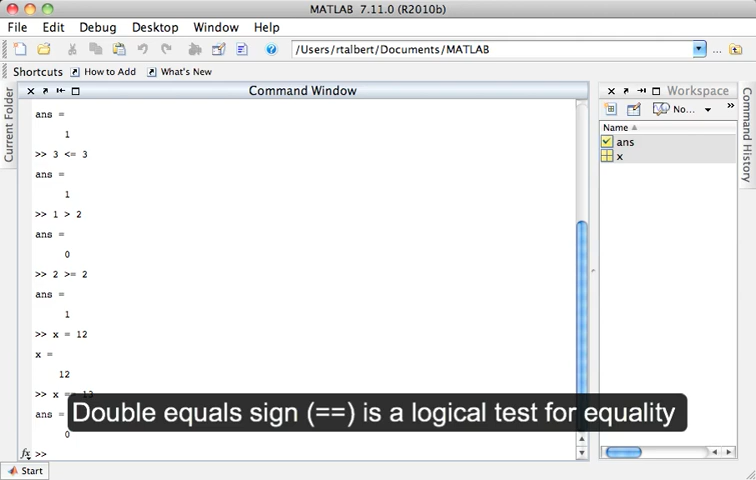 MATLAB 7.11.0 (R2010b)
File Edit Debug Desktop Window Help
/Users/rtalbert/Documents/MATLAB
...
Shortcuts How to Add What's New
Current Folder
Command Window
Workspace
Command History
No...
Name
ans
x
ans =
1
>> 3 <= 3
ans =
1
>> 1 > 2
ans =
0
>> 2 >= 2
ans =
1
>> x = 12
x =
12
>> x == 13
Double equals sign (==) is a logical test for equality
ans =
0
fx >>
Start